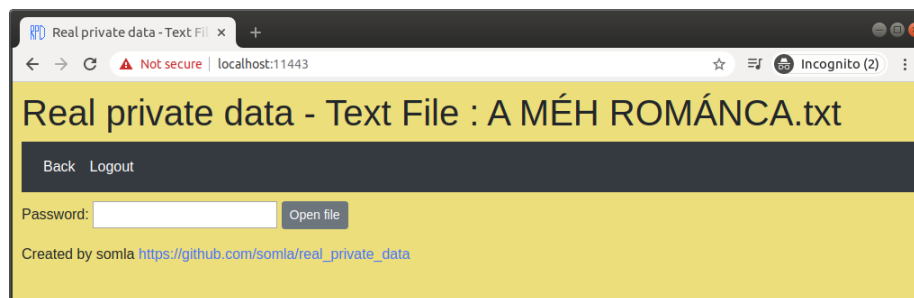 RPD Real private data - Text Fil
Not secure localhost:11443 Incognito (2)
Real private data - Text File : A MÉH ROMÁNCA.txt
Back Logout
Password: Open file
Created by somla https://github.com/somla/real_private_data